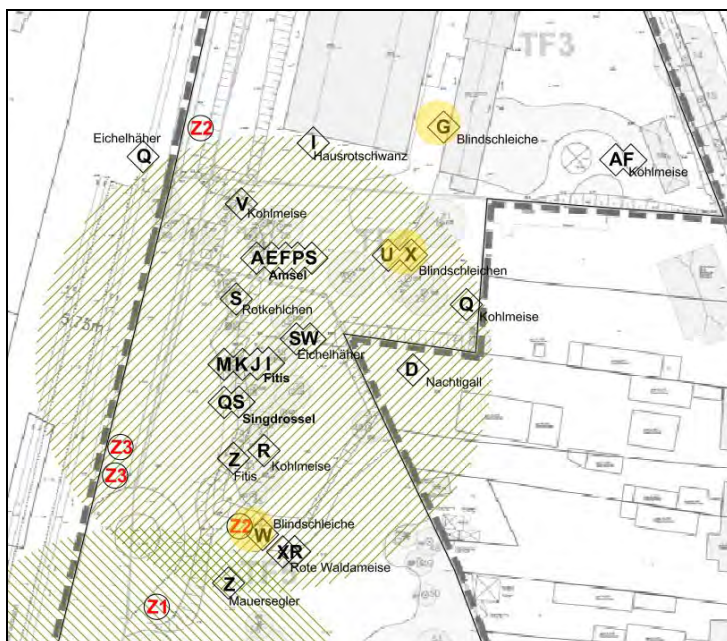 TF3
Z2
G
Eichelhäher
Q
I
Blindschleiche
Hausrotschwanz
AF
Kohlmeise
V
Kohlmeise
AEFPS
Amsel
U X
Blindschleichen
S
Rotkehlchen
Q
Kohlmeise
SW
Eichelhäher
MKJI
Fitis
D
Nachtigall
QS
Singdrossel
Z3
R
Kohlmeise
Z
Fitis
Z3
Z2
W
Blindschleiche
XR
Rote Waldameise
Z
Mauersegler
Z1